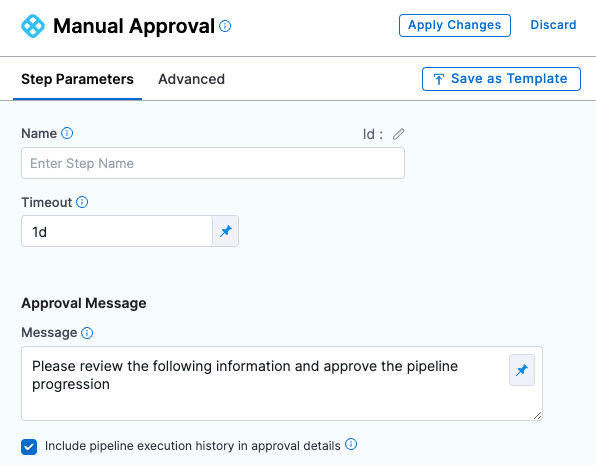 Manual Approval
Apply Changes
Discard
Step Parameters
Advanced
Save as Template
Name
Id :
Enter Step Name
Timeout
1d
Approval Message
Message
Please review the following information and approve the pipeline
progression
Include pipeline execution history in approval details